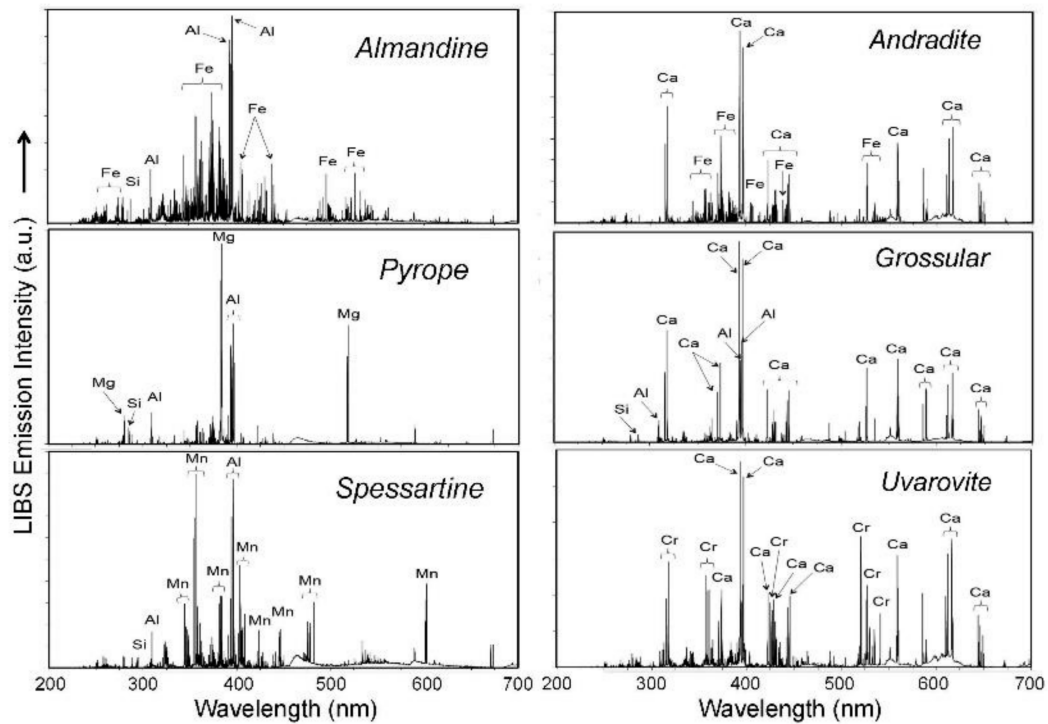 LIBS Emission Intensity (a.u.)
Almandine
Al
Al
Fe
Fe
Fe
Si
Al
Fe
Fe
Pyrope
Mg
Al
Mg
Mg
Si
Al
Spessartine
Mn
Al
Mn
Mn
Mn
Mn
Mn
Mn
Mn
Al
Si
200 300 400 500 600 700
Wavelength (nm)
Andradite
Ca
Ca
Ca
Fe
Ca
Fe
Fe
Fe
Fe
Ca
Ca
Ca
Grossular
Ca
Ca
Ca
Al
Al
Ca
Ca
Al
Si
Ca
Ca
Ca
Ca
Ca
Uvarovite
Ca
Ca
Cr
Cr
Ca
Ca
Cr
Ca
Ca
Cr
Cr
Cr
Ca
Ca
Ca
200 300 400 500 600 700
Wavelength (nm)